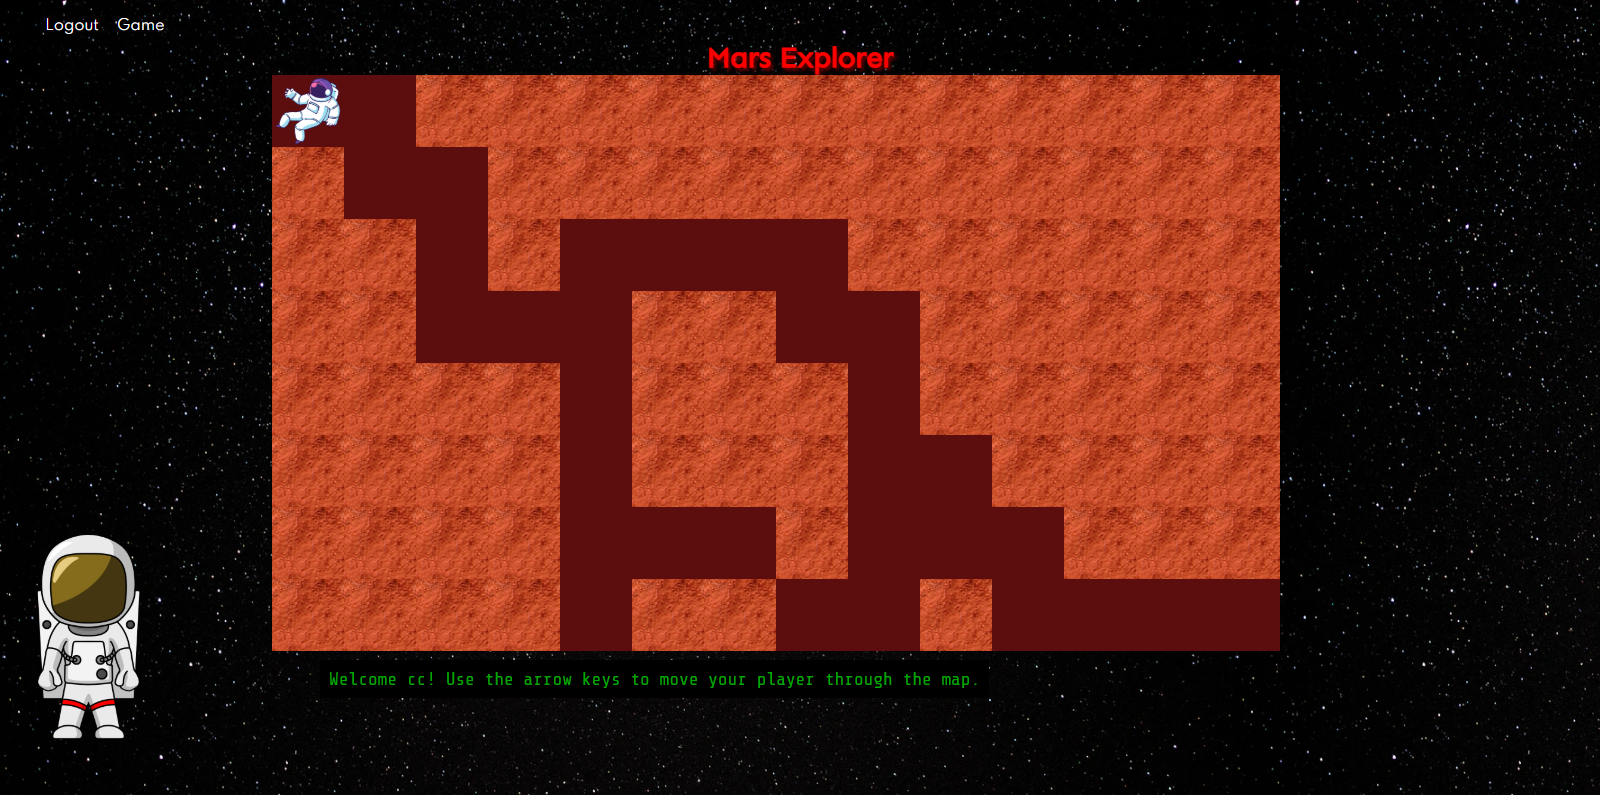 Logout Game
Mars Explorer
Welcome cc! Use the arrow keys to move your player through the map.